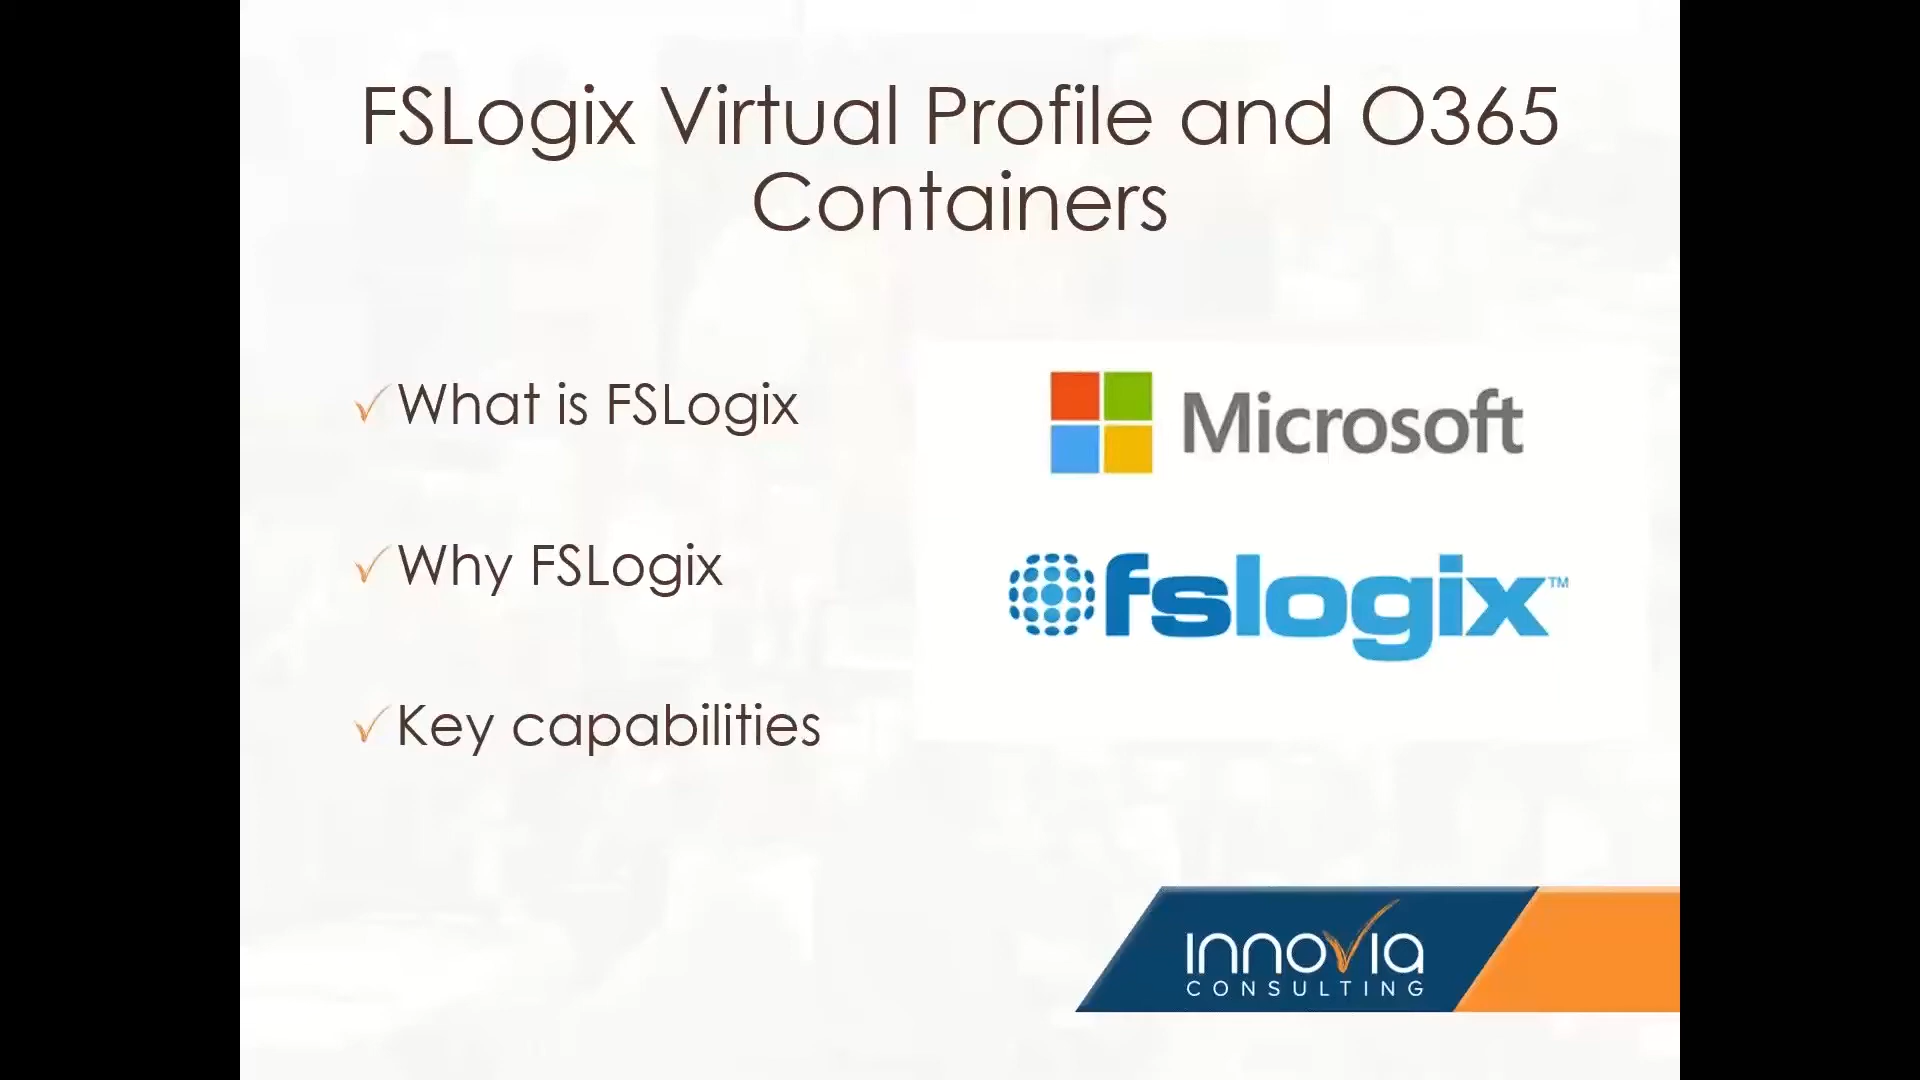 FSLogix Virtual Profile and O365
Containers
What is FSLogix
Why FSLogix
Key capabilities
Microsoft
fslogix™
innovia
CONSULTING